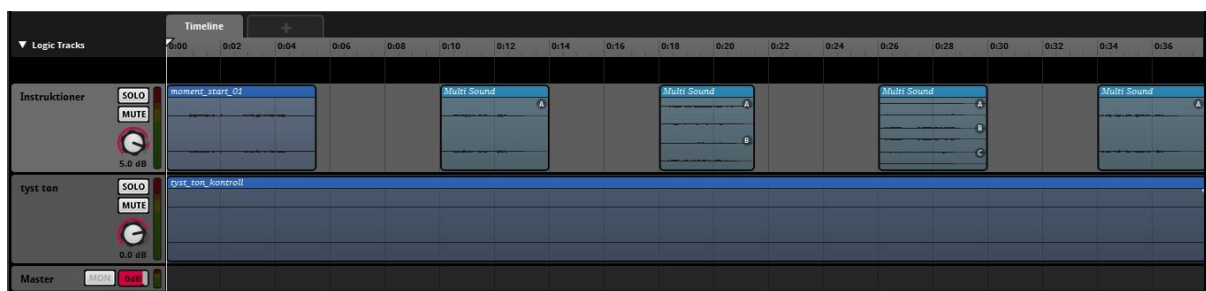 Timeline +
▼ Logic Tracks 0:00 0:02 0:04 0:06 0:08 0:10 0:12 0:14 0:16 0:18 0:20 0:22 0:24 0:26 0:28 0:30 0:32 0:34 0:36
moment_start_01 Multi Sound Multi Sound Multi Sound Multi Sound
Instruktioner SOLO A A A A
MUTE B B
C
5.0 dB
tyst_ton_kontroll
tyst ton SOLO
MUTE
0.0 dB
Master MON 0dB